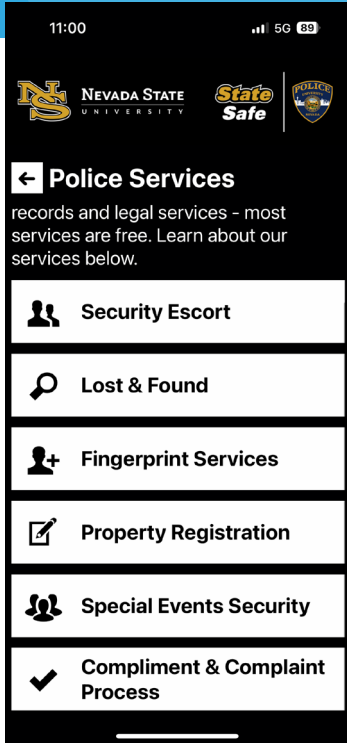 11:00
5G 89
NS
NEVADA STATE
UNIVERSITY
State
Safe
POLICE
Police Services
records and legal services - most
services are free. Learn about our
services below.
Security Escort
Lost & Found
Fingerprint Services
Property Registration
Special Events Security
Compliment & Complaint
Process